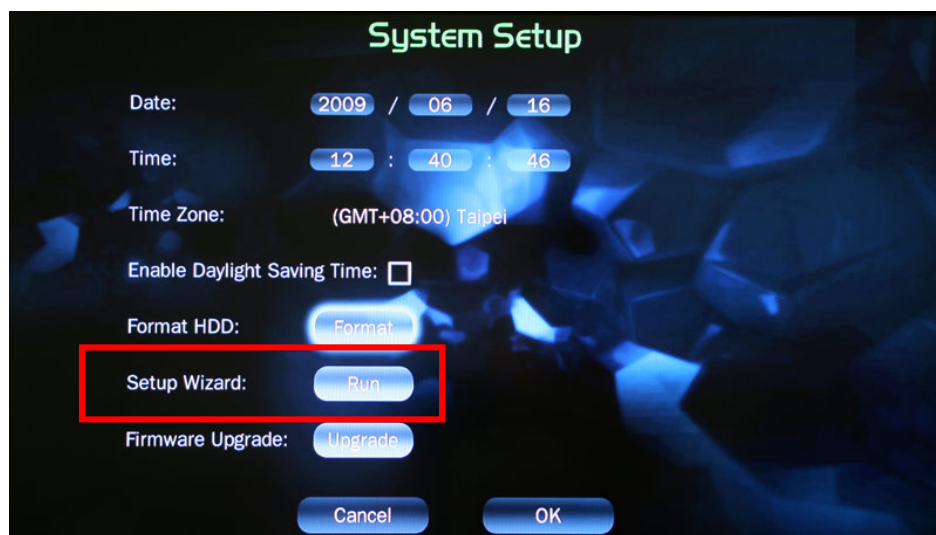 System Setup
Date: 2009 / 06 / 16
Time: 12 : 40 : 46
Time Zone: (GMT+08:00) Taipei
Enable Daylight Saving Time:
Format HDD: Format
Setup Wizard: Run
Firmware Upgrade: Upgrade
Cancel OK